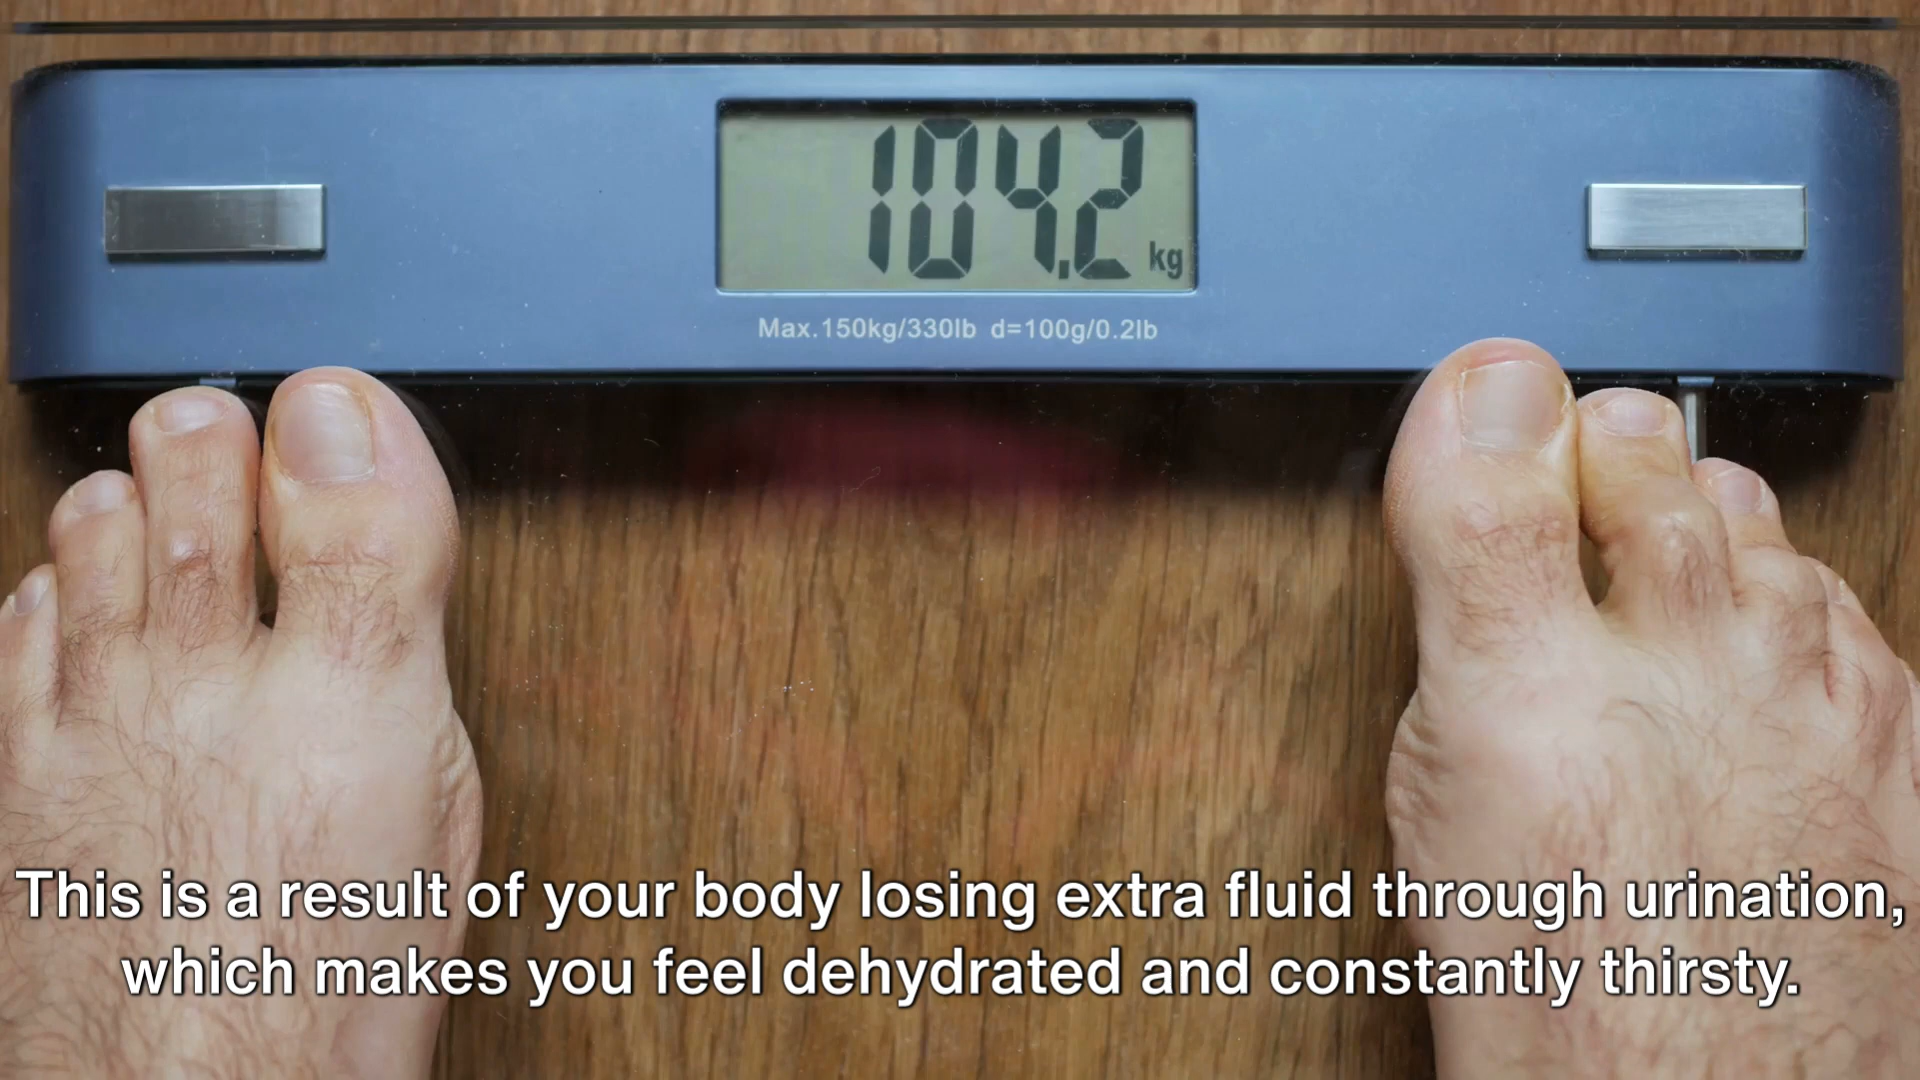 104.2
kg
Max.150kg/330lb d=100g/0.2lb
This is a result of your body losing extra fluid through urination,
which makes you feel dehydrated and constantly thirsty.